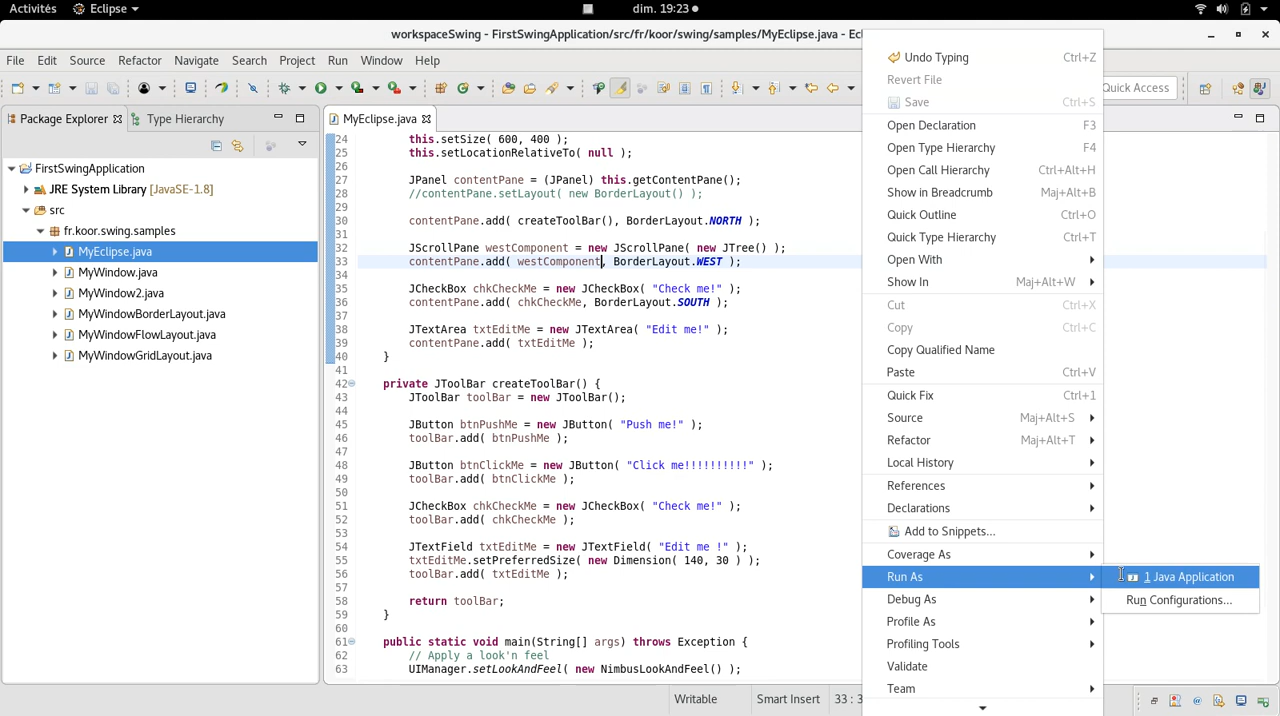 Activités Eclipse dim. 19:23
workspaceSwing - FirstSwingApplication/src/fr/koor/swing/samples/MyEclipse.java - Ec
File Edit Source Refactor Navigate Search Project Run Window Help
Quick Access
Package Explorer Type Hierarchy
FirstSwingApplication
JRE System Library [JavaSE-1.8]
src
fr.koor.swing.samples
MyEclipse.java
MyWindow.java
MyWindow2.java
MyWindowBorderLayout.java
MyWindowFlowLayout.java
MyWindowGridLayout.java
MyEclipse.java
24 this.setSize( 600, 400 );
25 this.setLocationRelativeTo( null );
26
27 JPanel contentPane = (JPanel) this.getContentPane();
28 //contentPane.setLayout( new BorderLayout() );
29
30 contentPane.add( createToolBar(), BorderLayout.NORTH );
31
32 JScrollPane westComponent = new JScrollPane( new JTree() );
33 contentPane.add( westComponent, BorderLayout.WEST );
34
35 JCheckBox chkCheckMe = new JCheckBox( "Check me!" );
36 contentPane.add( chkCheckMe, BorderLayout.SOUTH );
37
38 JTextArea txtEditMe = new JTextArea( "Edit me!" );
39 contentPane.add( txtEditMe );
40 }
41
42 private JToolBar createToolBar() {
43 JToolBar toolBar = new JToolBar();
44
45 JButton btnPushMe = new JButton( "Push me!" );
46 toolBar.add( btnPushMe );
47
48 JButton btnClickMe = new JButton( "Click me!!!!!!!!!!" );
49 toolBar.add( btnClickMe );
50
51 JCheckBox chkCheckMe = new JCheckBox( "Check me!" );
52 toolBar.add( chkCheckMe );
53
54 JTextField txtEditMe = new JTextField( "Edit me !" );
55 txtEditMe.setPreferredSize( new Dimension( 140, 30 ) );
56 toolBar.add( txtEditMe );
57
58 return toolBar;
59 }
60
61 public static void main(String[] args) throws Exception {
62 // Apply a look'n feel
63 UIManager.setLookAndFeel( new NimbusLookAndFeel() );
Undo Typing Ctrl+Z
Revert File
Save Ctrl+S
Open Declaration F3
Open Type Hierarchy F4
Open Call Hierarchy Ctrl+Alt+H
Show in Breadcrumb Maj+Alt+B
Quick Outline Ctrl+O
Quick Type Hierarchy Ctrl+T
Open With
Show In Maj+Alt+W
Cut Ctrl+X
Copy Ctrl+C
Copy Qualified Name
Paste Ctrl+V
Quick Fix Ctrl+1
Source Maj+Alt+S
Refactor Maj+Alt+T
Local History
References
Declarations
Add to Snippets...
Coverage As
Run As
Debug As
Profile As
Profiling Tools
Validate
Team
1 Java Application
Run Configurations...
Writable Smart Insert 33 : 3